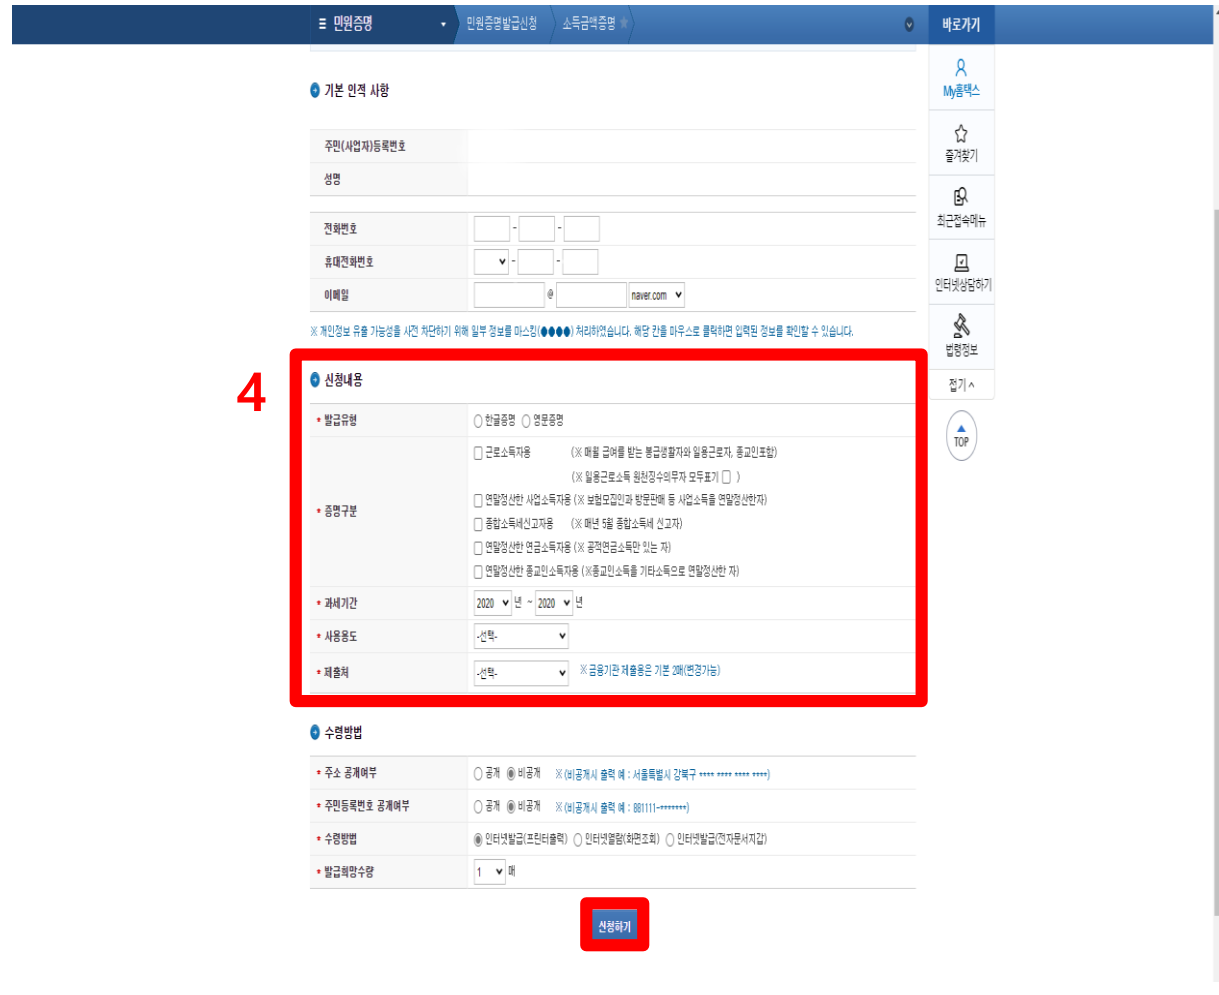 민원증명 민원증명발급신청 소득금액증명 바로가기
My홈택스
즐겨찾기
최근접속메뉴
인터넷상담하기
법령정보
접기 ^
TOP
기본 인적 사항
주민(사업자)등록번호
성명
전화번호 - -
휴대전화번호 - -
이메일 @ naver.com
※ 개인정보 유출 가능성을 사전 차단하기 위해 일부 정보를 마스킹(●●●●) 처리하였습니다. 해당 칸을 마우스로 클릭하면 입력된 정보를 확인할 수 있습니다.
4
신청내용
* 발급유형 한글증명 영문증명
* 증명구분
근로소득자용 (※ 매월 급여를 받는 봉급생활자와 일용근로자, 종교인포함)
(※ 일용근로소득 원천징수의무자 모두표기 )
연말정산한 사업소득자용 (※ 보험모집인과 방문판매 등 사업소득을 연말정산한자)
종합소득세신고자용 (※ 매년 5월 종합소득세 신고자)
연말정산한 연금소득자용 (※ 공적연금소득만 있는 자)
연말정산한 종교인소득자용 (※종교인소득을 기타소득으로 연말정산한 자)
* 과세기간 2020 년 ~ 2020 년
* 사용용도 -선택-
* 제출처 -선택- ※ 금융기관 제출용은 기본 2매(변경가능)
수령방법
* 주소 공개여부 공개 비공개 ※ (비공개시 출력 예 : 서울특별시 강북구 **** **** **** ****)
* 주민등록번호 공개여부 공개 비공개 ※ (비공개시 출력 예 : 881111-*******)
* 수령방법 인터넷발급(프린터출력) 인터넷열람(화면조회) 인터넷발급(전자문서지갑)
* 발급희망수량 1 매
신청하기